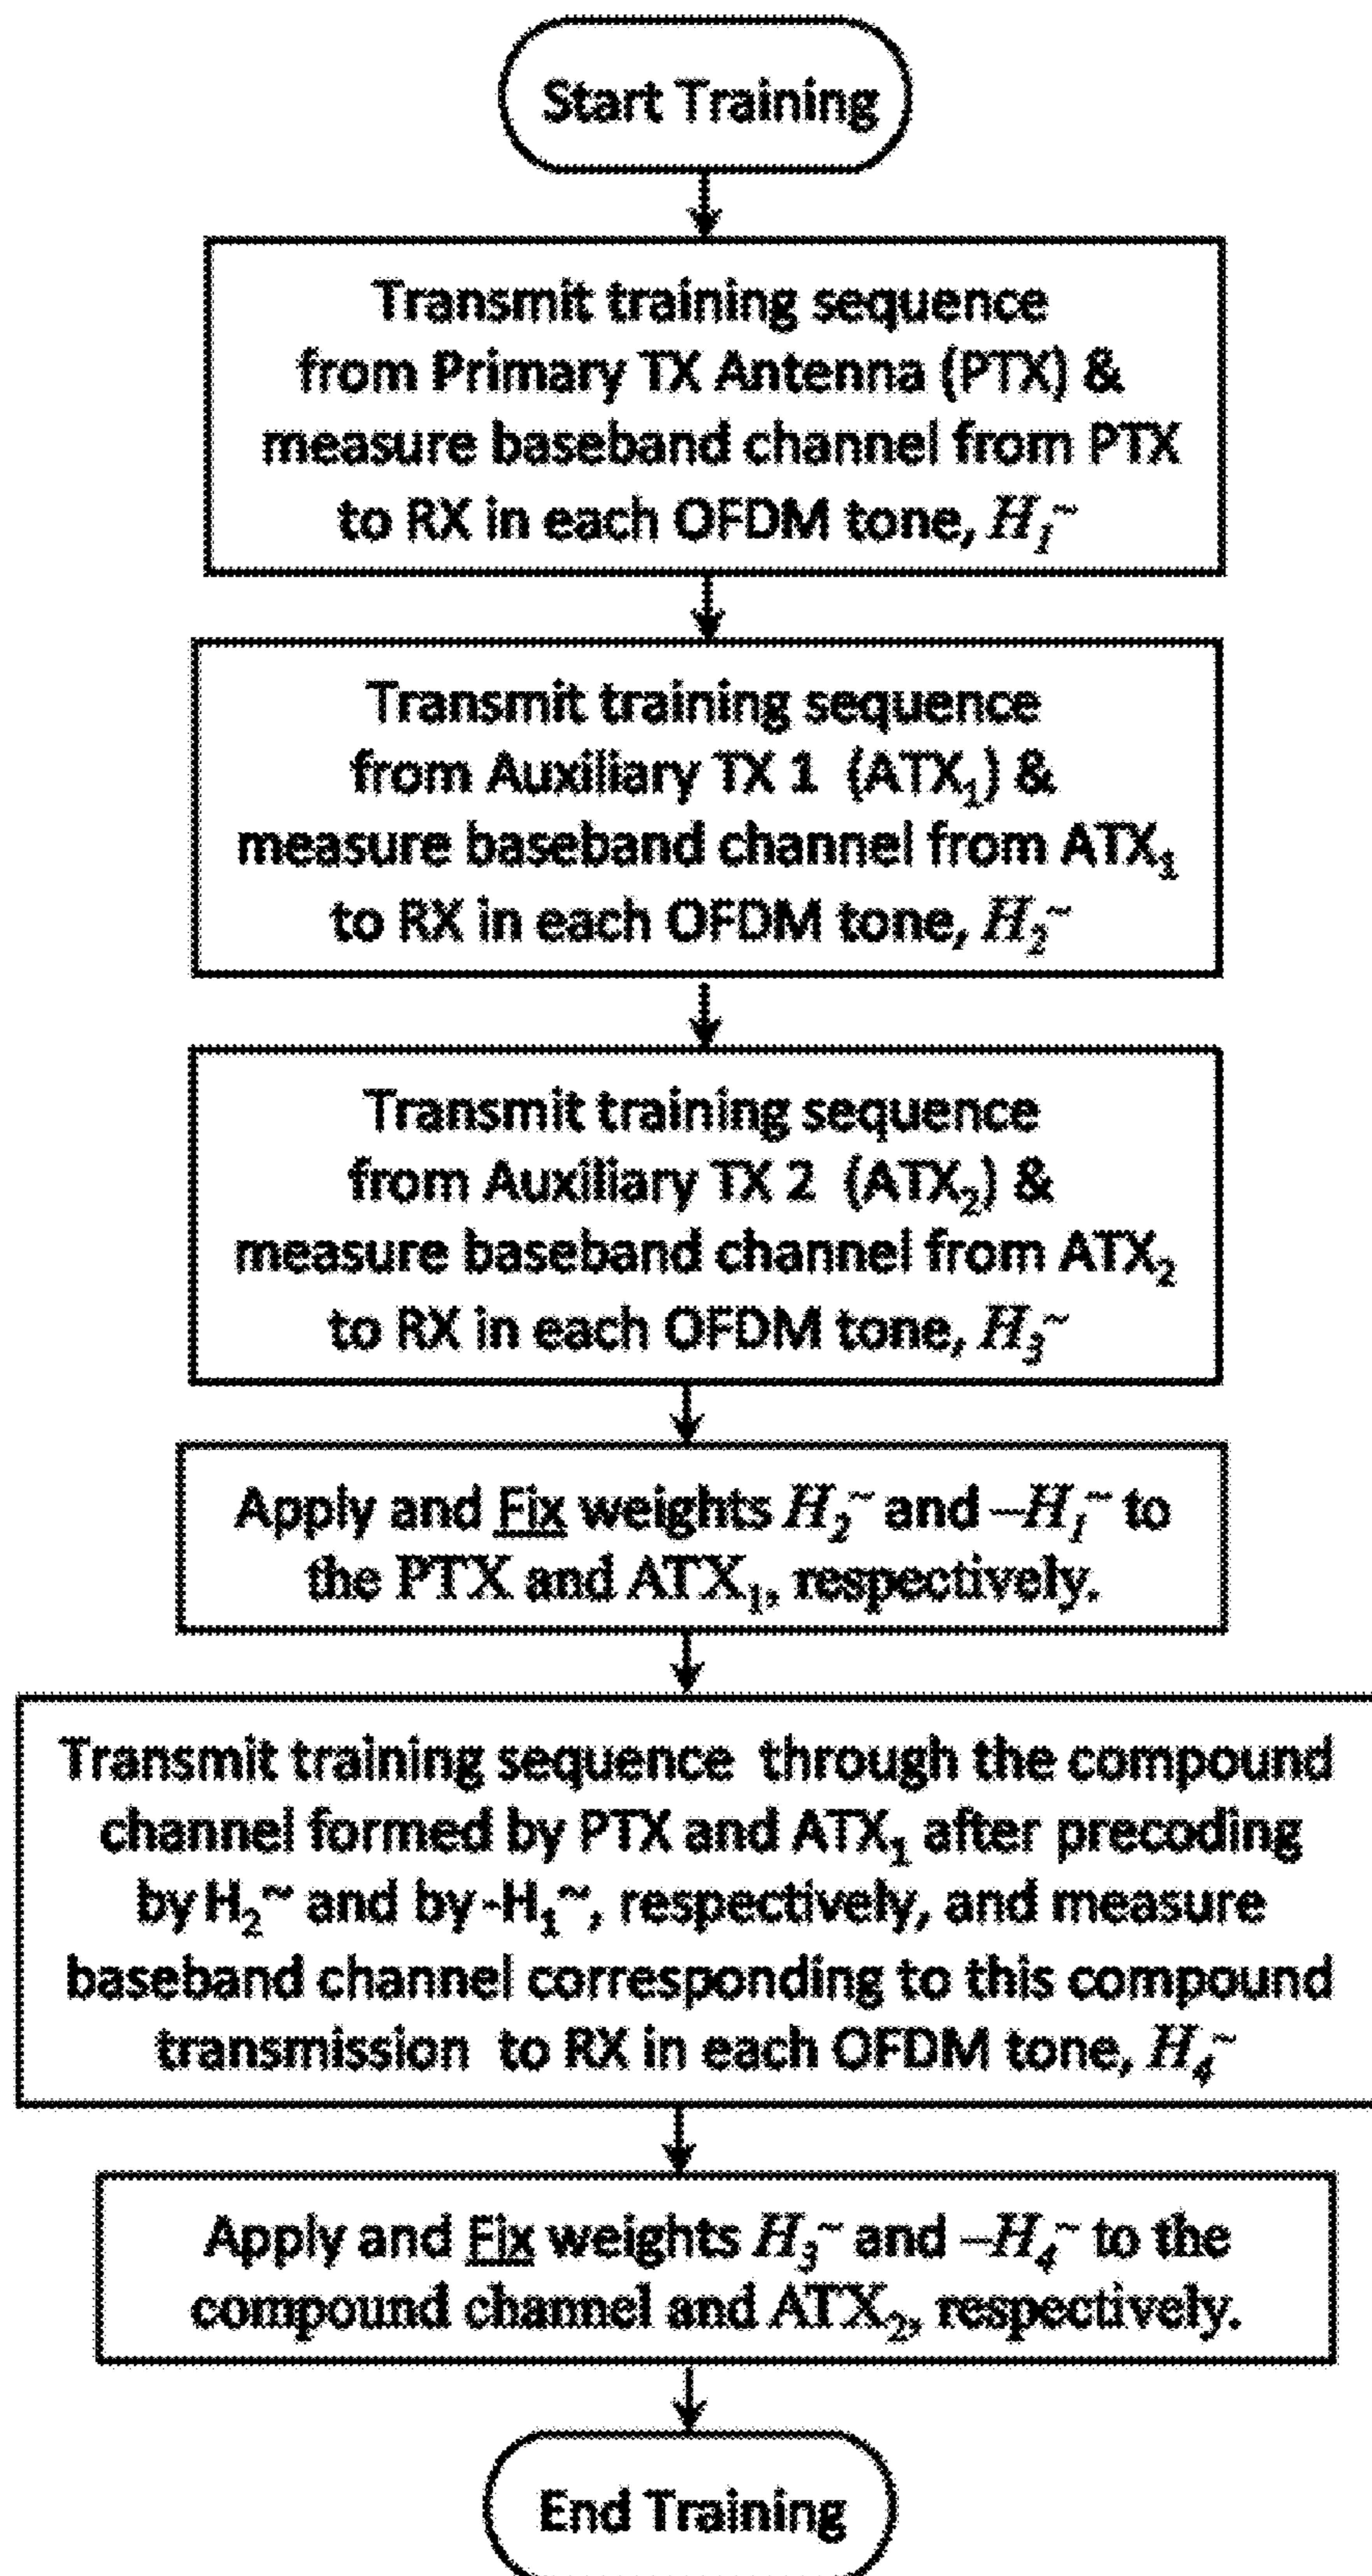 Start Training
Transmit training sequence
from Primary TX Antenna (PTX) &
measure baseband channel from PTX
to RX in each OFDM tone, H₁~
Transmit training sequence
from Auxiliary TX 1 (ATX₁) &
measure baseband channel from ATX₁
to RX in each OFDM tone, H₂~
Transmit training sequence
from Auxiliary TX 2 (ATX₂) &
measure baseband channel from ATX₂
to RX in each OFDM tone, H₃~
Apply and Fix weights H₂~ and –H₁~ to
the PTX and ATX₁, respectively.
Transmit training sequence through the compound
channel formed by PTX and ATX₁ after precoding
by H₂~ and by -H₁~, respectively, and measure
baseband channel corresponding to this compound
transmission to RX in each OFDM tone, H₄~
Apply and Fix weights H₃~ and –H₄~ to the
compound channel and ATX₂, respectively.
End Training